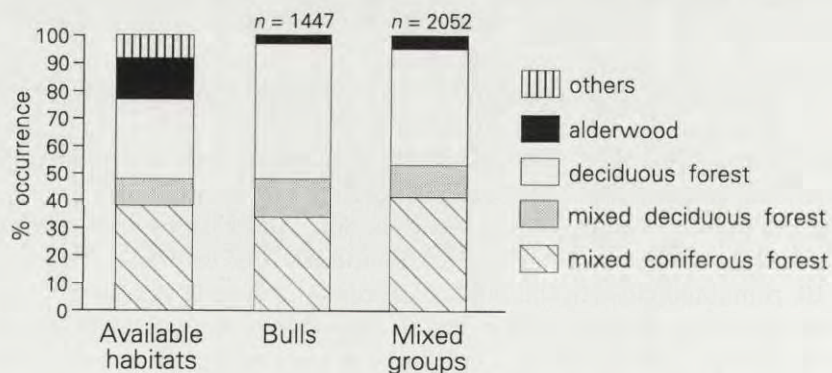 n = 1447
n = 2052
100
90
80
70
60
50
40
30
20
10
0
% occurrence
Available
habitats
Bulls
Mixed
groups
others
alderwood
deciduous forest
mixed deciduous forest
mixed coniferous forest